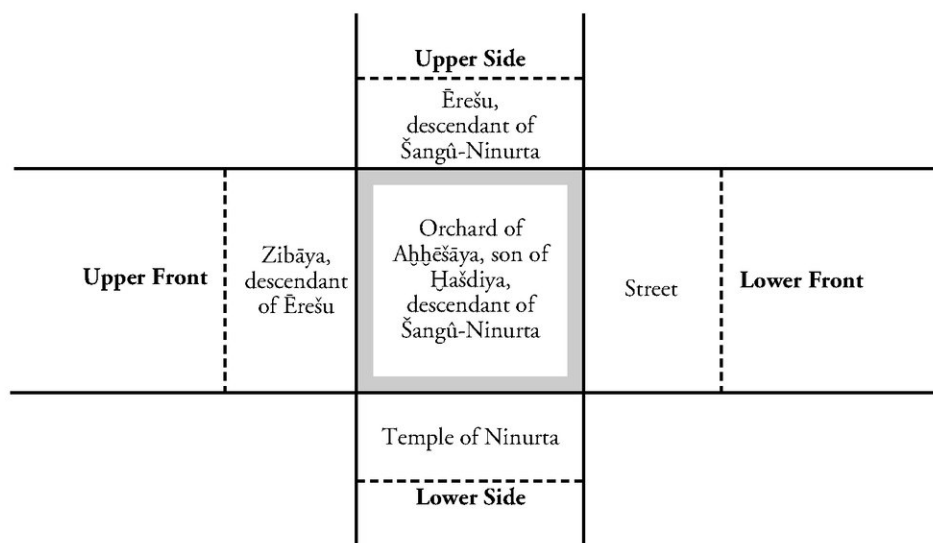 Upper Side
Ērešu,
descendant of
Šangû-Ninurta
Upper Front
Zibāya,
descendant
of Ērešu
Orchard of
Aḫḫēšāya, son of
Ḫašdiya,
descendant of
Šangû-Ninurta
Street
Lower Front
Temple of Ninurta
Lower Side